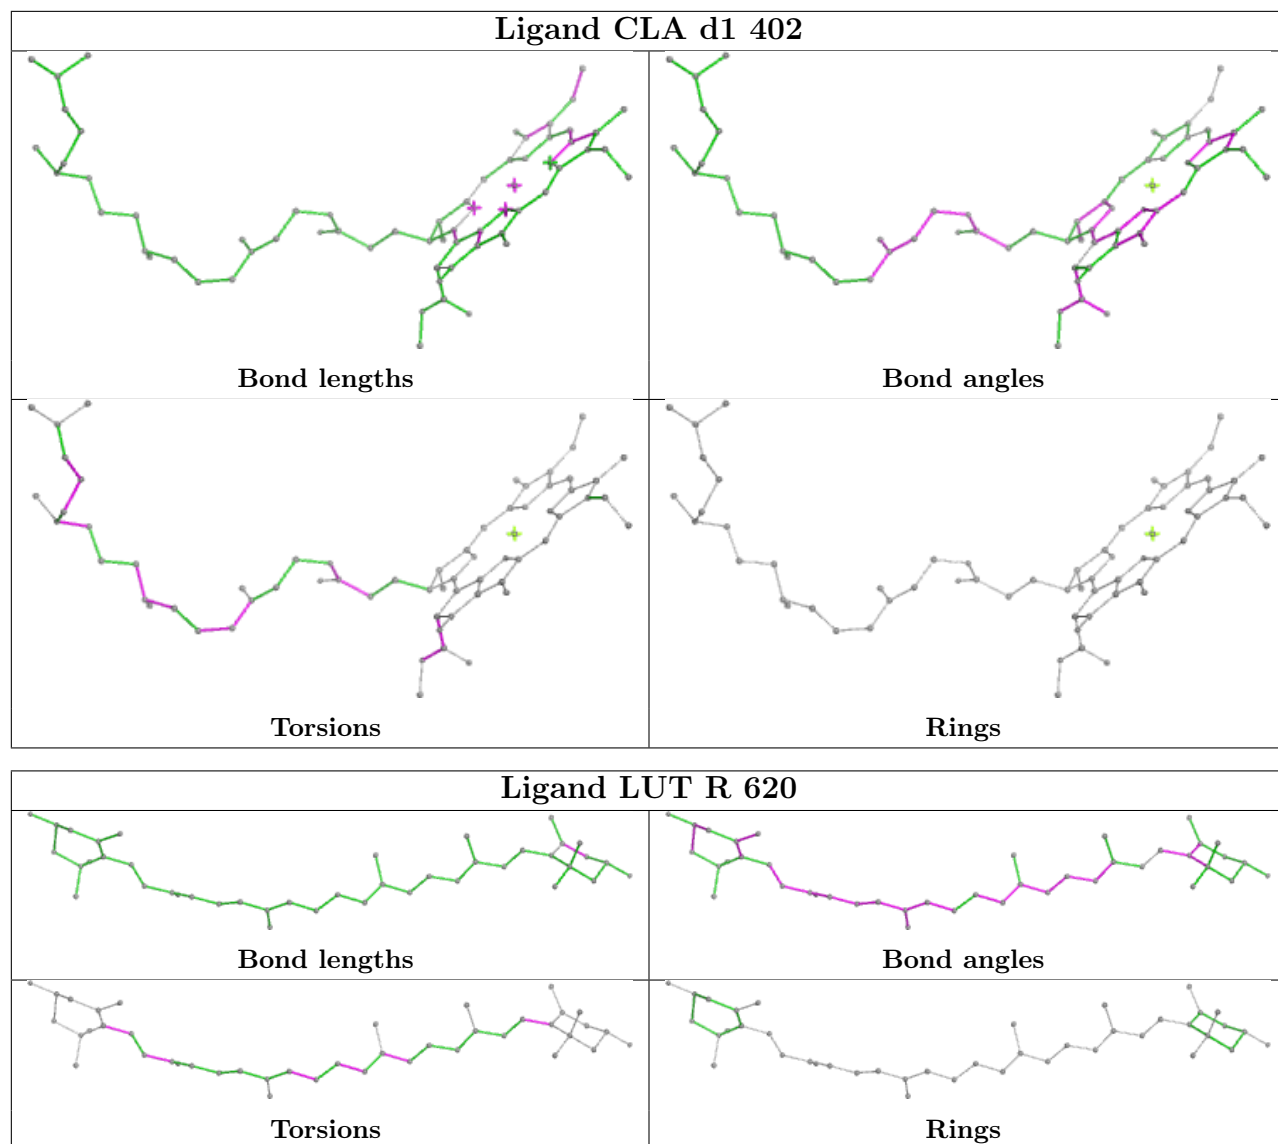 Ligand CLA d1 402
Bond lengths
Bond angles
Torsions
Rings
Ligand LUT R 620
Bond lengths
Bond angles
Torsions
Rings